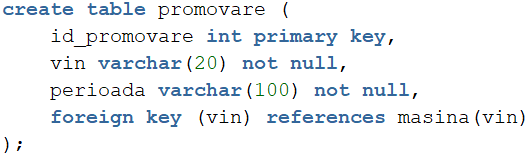 create table promovare (
    id_promovare int primary key,
    vin varchar(20) not null,
    perioada varchar(100) not null,
    foreign key (vin) references masina(vin)
);